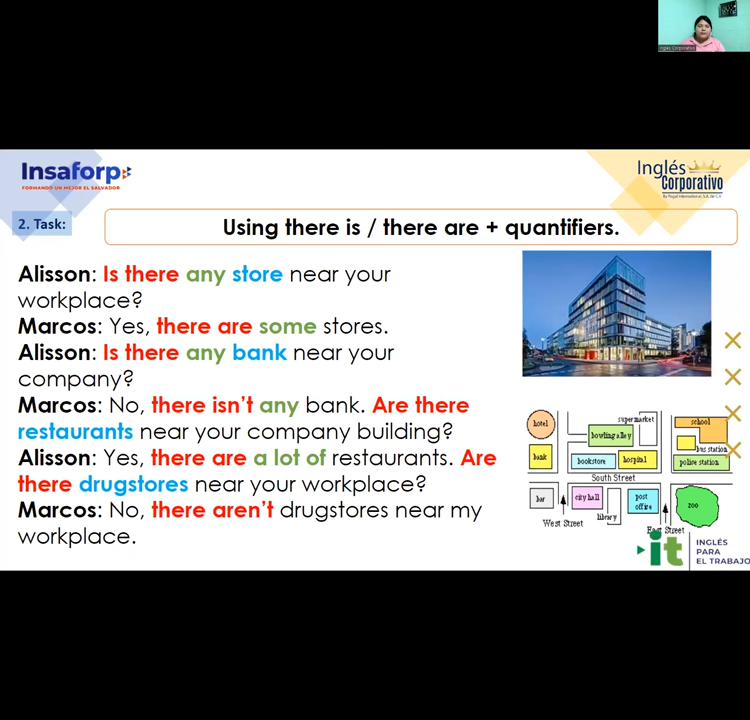 Inglés Corporativo
Insaforp
FORMANDO UN MEJOR EL SALVADOR
Inglés
Corporativo
By Regal International, S.A. de C.V.
2. Task:
Using there is / there are + quantifiers.
Alisson: Is there any store near your
workplace?
Marcos: Yes, there are some stores.
Alisson: Is there any bank near your
company?
Marcos: No, there isn’t any bank. Are there
restaurants near your company building?
Alisson: Yes, there are a lot of restaurants. Are
there drugstores near your workplace?
Marcos: No, there aren’t drugstores near my
workplace.
hotel
supermarket
school
bowling alley
bus station
bank
bookstore
hospital
police station
South Street
bar
city hall
post
office
zoo
library
West Street
East Street
it
INGLÉS
PARA
EL TRABAJO